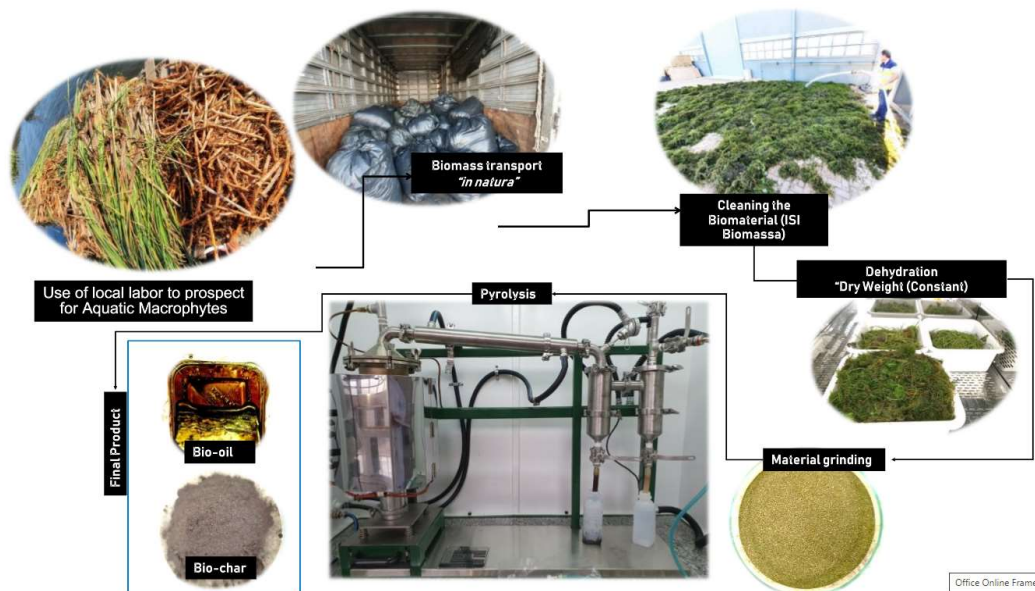 Biomass transport
"in natura"
Cleaning the
Biomaterial (ISI
Biomassa)
Use of local labor to prospect
for Aquatic Macrophytes
Dehydration
"Dry Weight (Constant)
Pyrolysis
Material grinding
Final Product
Bio-oil
Bio-char
Office Online Frame